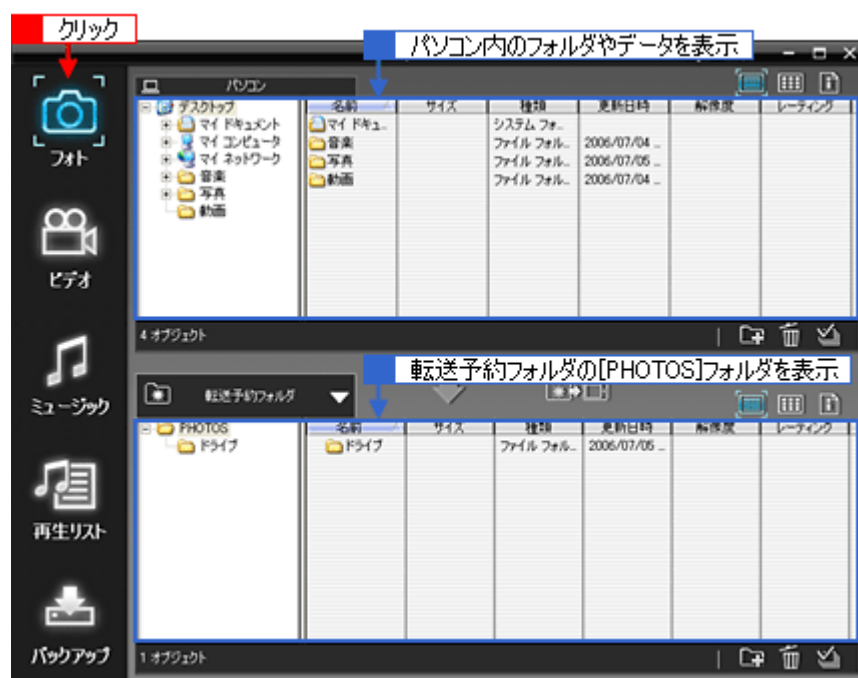 クリック
パソコン内のフォルダやデータを表示
フォト
ビデオ
ミュージック
再生リスト
バックアップ
パソコン
名前 サイズ 種類 更新日時 解像度 レーティング
デスクトップ
マイ ドキュメント
マイ コンピュータ
マイ ネットワーク
音楽
写真
動画
マイ ドキュ... システム フォ...
音楽 ファイル フォル... 2006/07/04 ...
写真 ファイル フォル... 2006/07/05 ...
動画 ファイル フォル... 2006/07/04 ...
4 オブジェクト
転送予約フォルダの[PHOTOS]フォルダを表示
転送予約フォルダ
名前 サイズ 種類 更新日時 解像度 レーティング
PHOTOS
ドライブ
ドライブ ファイル フォル... 2006/07/05 ...
1 オブジェクト